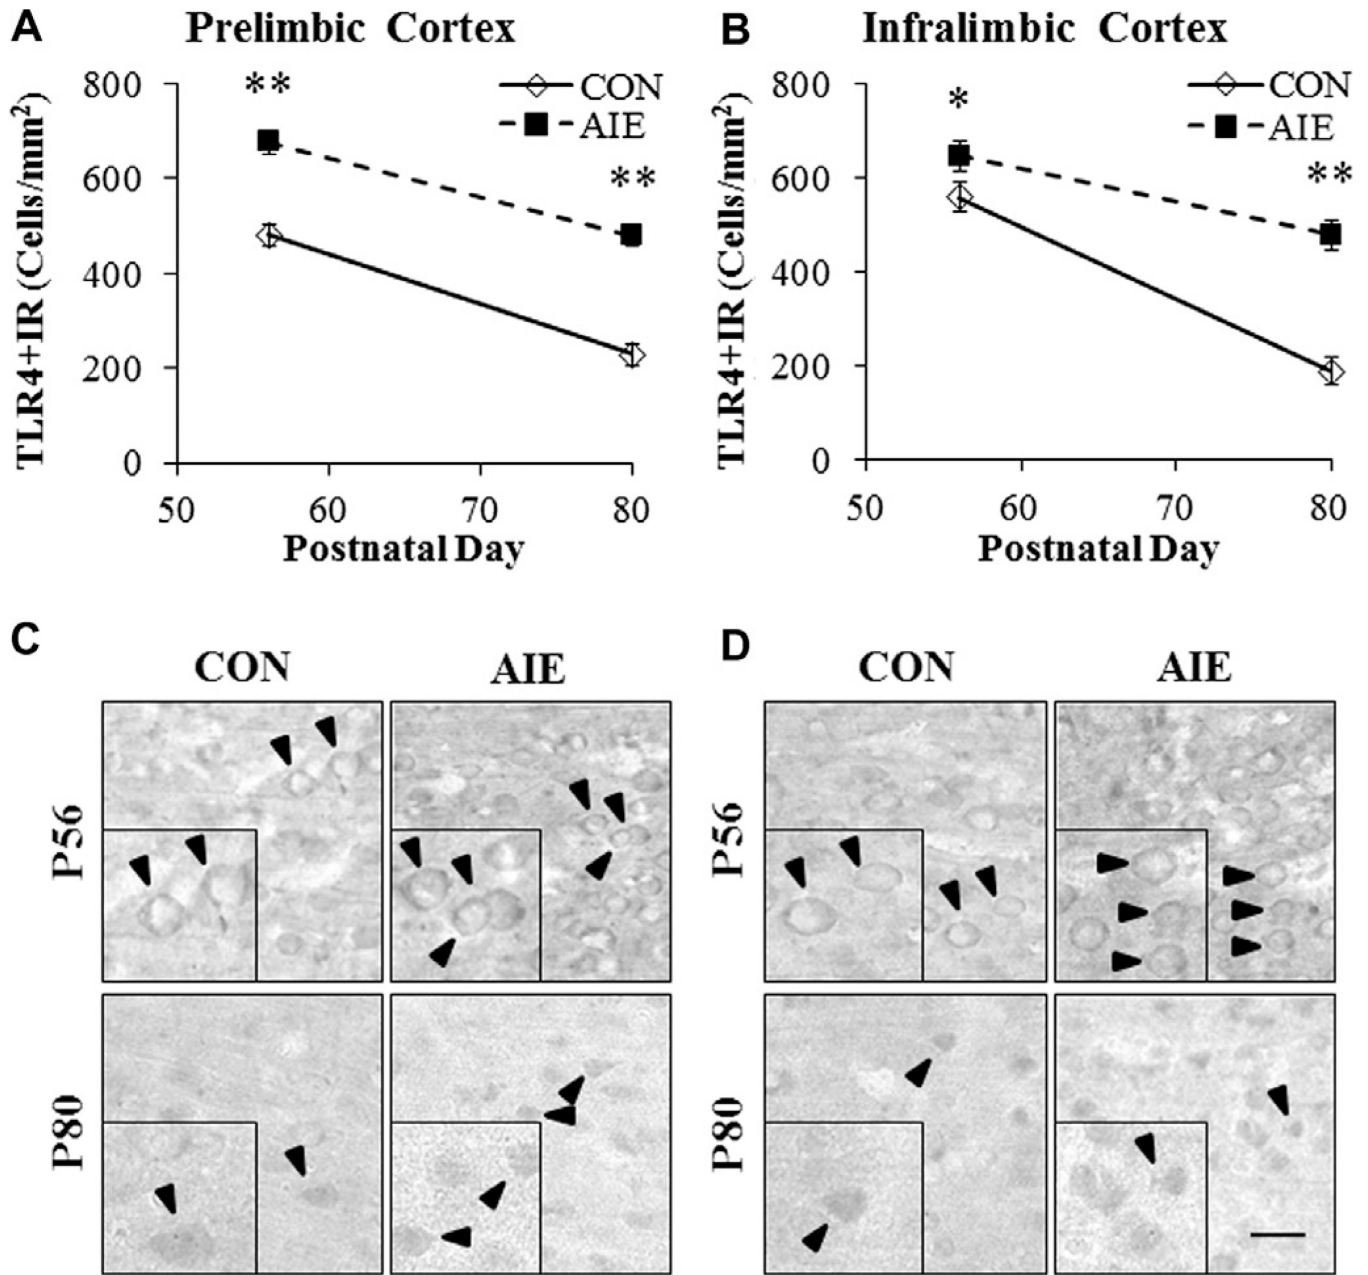 A Prelimbic Cortex
800
600
400
200
0
50 60 70 80
TLR4+IR (Cells/mm²)
Postnatal Day
**
**
CON
AIE
B Infralimbic Cortex
800
600
400
200
0
50 60 70 80
TLR4+IR (Cells/mm²)
Postnatal Day
*
**
CON
AIE
C
CON AIE
P56
P80
D
CON AIE
P56
P80